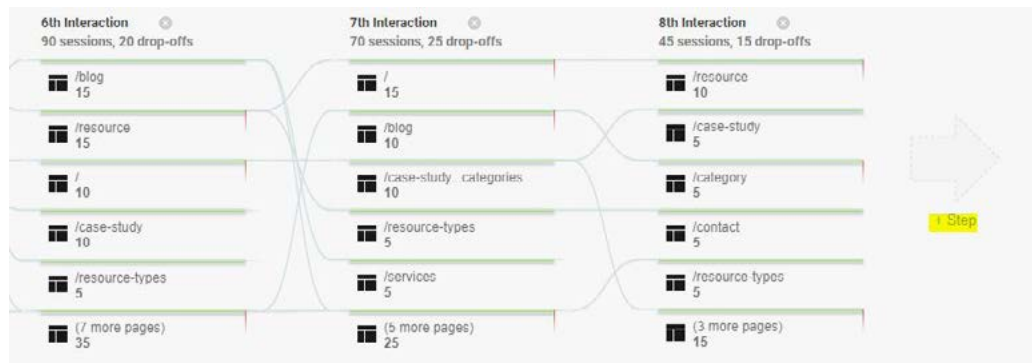 6th Interaction
90 sessions, 20 drop-offs
/blog
15
/resource
15
/
10
/case-study
10
/resource-types
5
(7 more pages)
35
7th Interaction
70 sessions, 25 drop-offs
/
15
/blog
10
/case-study...categories
10
/resource-types
5
/services
5
(5 more pages)
25
8th Interaction
45 sessions, 15 drop-offs
/resource
10
/case-study
5
/category
5
/contact
5
/resource-types
5
(3 more pages)
15
+ Step